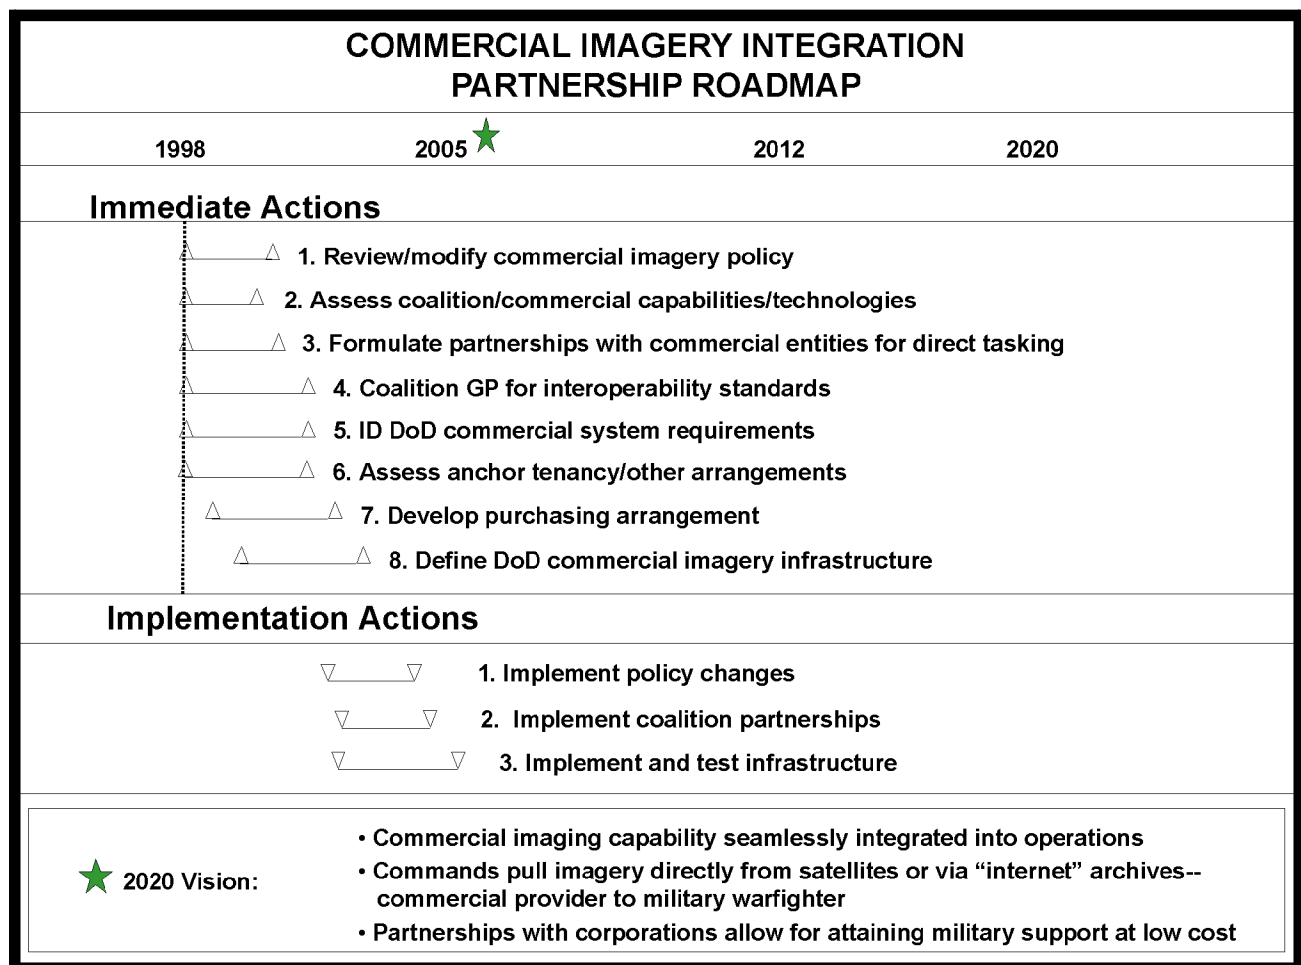 COMMERCIAL IMAGERY INTEGRATION
PARTNERSHIP ROADMAP
1998 2005 2012 2020
Immediate Actions
1. Review/modify commercial imagery policy
2. Assess coalition/commercial capabilities/technologies
3. Formulate partnerships with commercial entities for direct tasking
4. Coalition GP for interoperability standards
5. ID DoD commercial system requirements
6. Assess anchor tenancy/other arrangements
7. Develop purchasing arrangement
8. Define DoD commercial imagery infrastructure
Implementation Actions
1. Implement policy changes
2. Implement coalition partnerships
3. Implement and test infrastructure
2020 Vision:
• Commercial imaging capability seamlessly integrated into operations
• Commands pull imagery directly from satellites or via “internet” archives--
commercial provider to military warfighter
• Partnerships with corporations allow for attaining military support at low cost